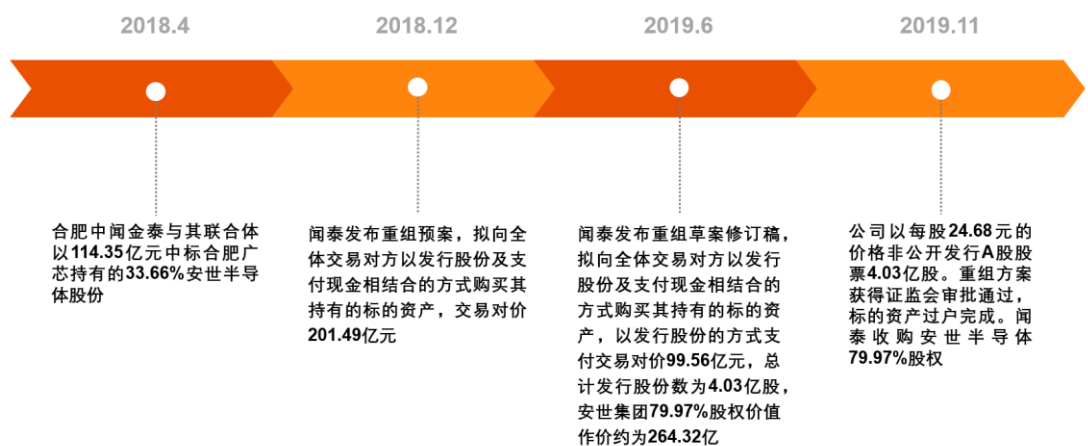 2018.4
2018.12
2019.6
2019.11
合肥中闻金泰与其联合体
以114.35亿元中标合肥广
芯持有的33.66%安世半导
体股份
闻泰发布重组预案，拟向全
体交易对方以发行股份及支
付现金相结合的方式购买其
持有的标的资产，交易对价
201.49亿元
闻泰发布重组草案修订稿，
拟向全体交易对方以发行
股份及支付现金相结合的
方式购买其持有的标的资
产，以发行股份的方式支
付交易对价99.56亿元，总
计发行股份数为4.03亿股，
安世集团79.97%股权价值
作价约为264.32亿
公司以每股24.68元的
价格非公开发行A股股
票4.03亿股。重组方案
获得证监会审批通过，
标的资产过户完成。闻
泰收购安世半导体
79.97%股权